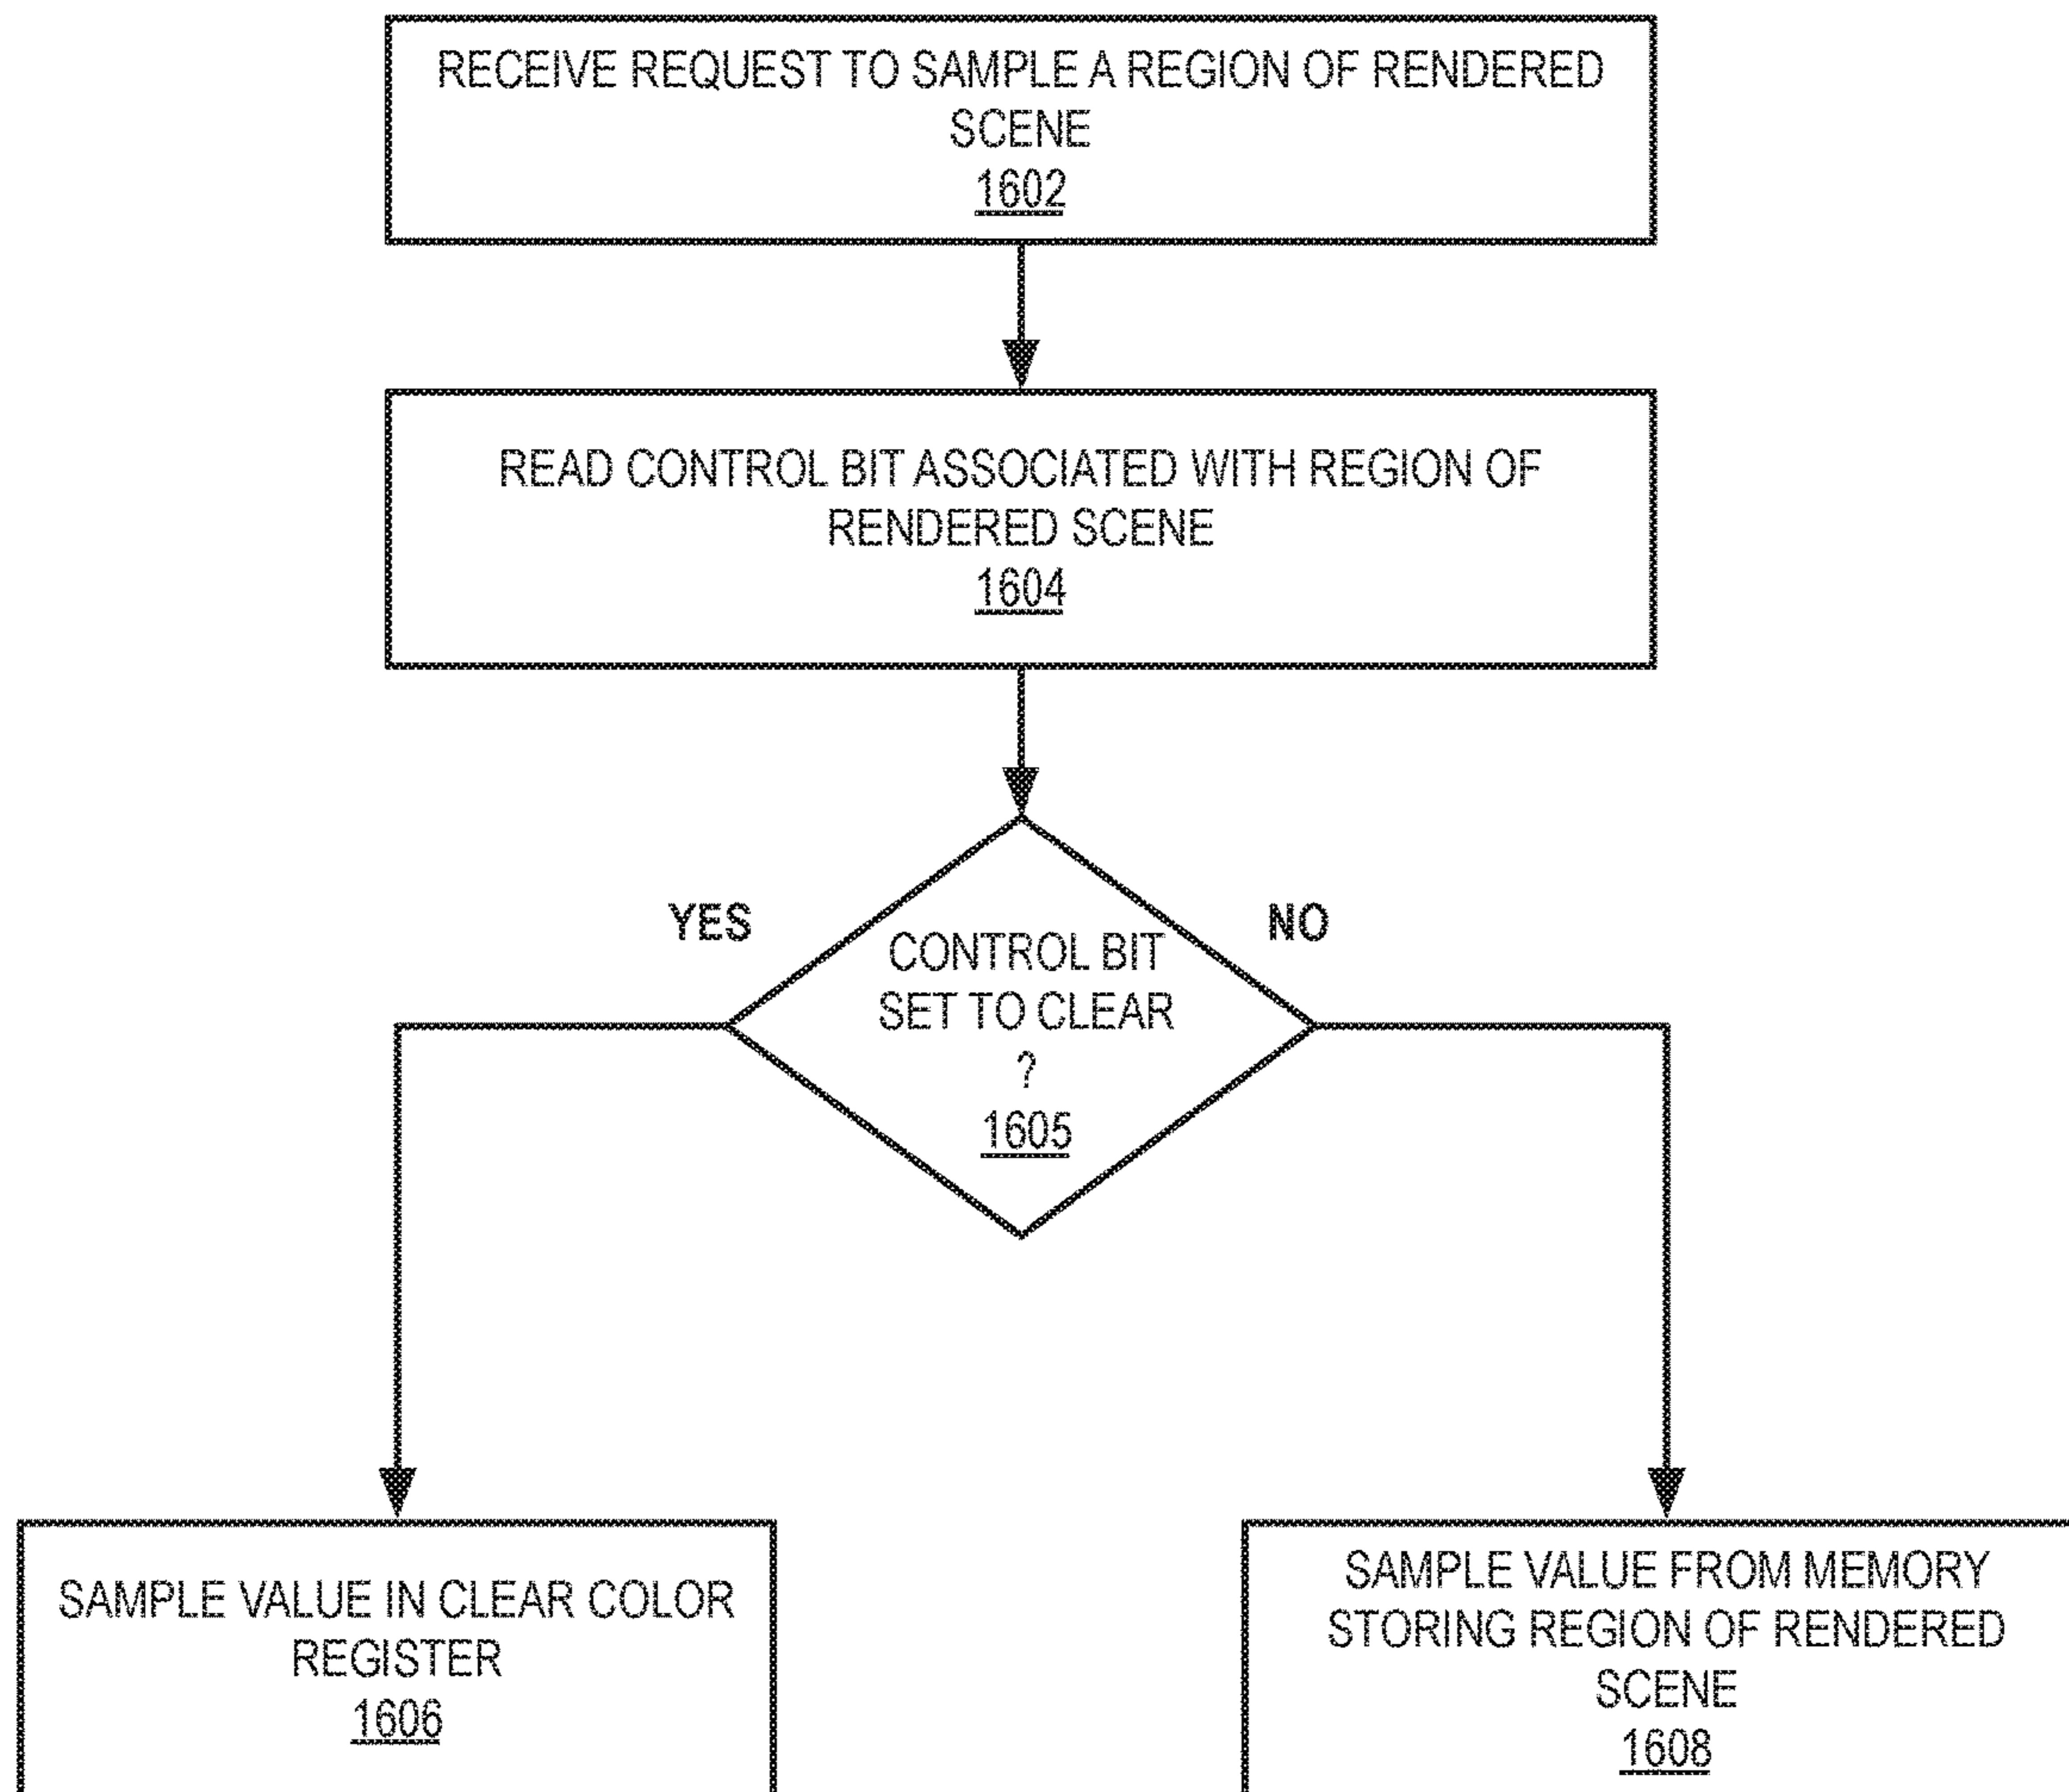 RECEIVE REQUEST TO SAMPLE A REGION OF RENDERED
SCENE
1602
READ CONTROL BIT ASSOCIATED WITH REGION OF
RENDERED SCENE
1604
YES
NO
CONTROL BIT
SET TO CLEAR
?
1605
SAMPLE VALUE IN CLEAR COLOR
REGISTER
1606
SAMPLE VALUE FROM MEMORY
STORING REGION OF RENDERED
SCENE
1608